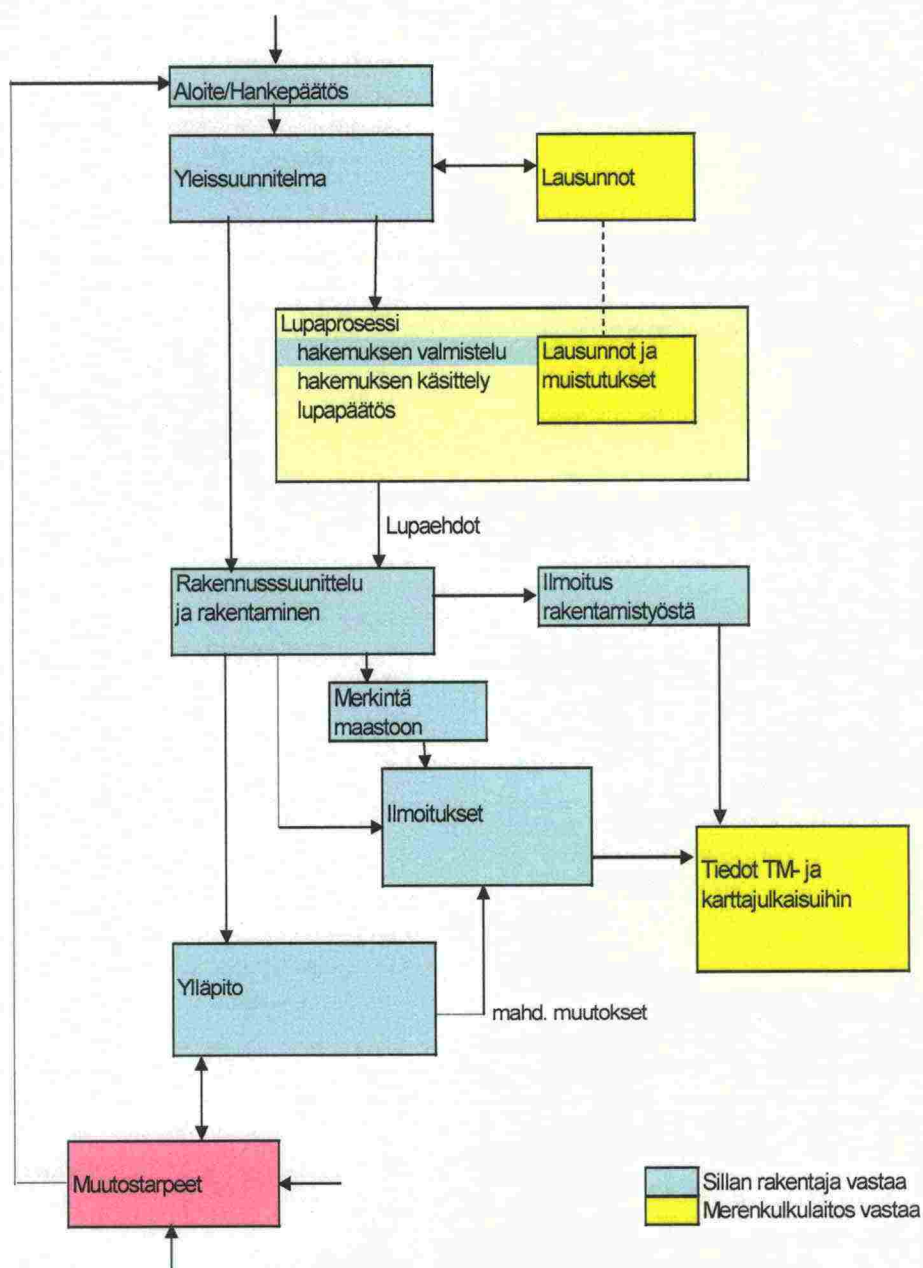 Aloite/Hankepäätös
Yleissuunnitelma
Lausunnot
Lupaprosessi
hakemuksen valmistelu
hakemuksen käsittely
lupapäätös
Lausunnot ja
muistutukset
Lupaehdot
Rakennusssuunittelu
ja rakentaminen
Ilmoitus
rakentamistyöstä
Merkintä
maastoon
Ilmoitukset
Tiedot TM- ja
karttajulkaisuihin
Ylläpito
mahd. muutokset
Muutostarpeet
Sillan rakentaja vastaa
Merenkulkulaitos vastaa